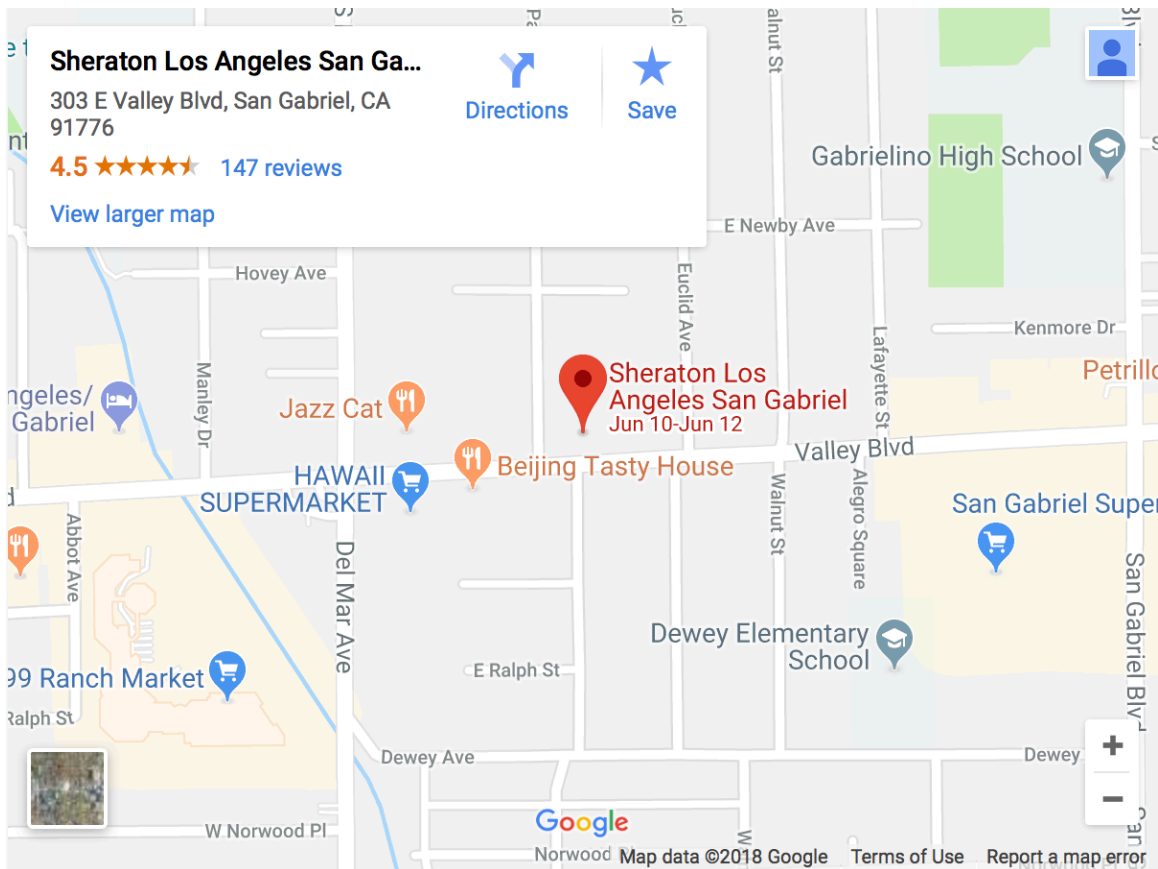 Sheraton Los Angeles San Ga...
303 E Valley Blvd, San Gabriel, CA
91776
4.5
147 reviews
View larger map
Directions
Save
alnut St
Gabrielino High School
E Newby Ave
Hovey Ave
Euclid Ave
Kenmore Dr
Lafayette St
Manley Dr
Petrillo
ngeles/
Gabriel
Jazz Cat
Sheraton Los
Angeles San Gabriel
Jun 10-Jun 12
Valley Blvd
Beijing Tasty House
HAWAII
SUPERMARKET
Walnut St
Alegro Square
San Gabriel Super
Abbot Ave
Del Mar Ave
San Gabriel Blvd
Dewey Elementary
School
E Ralph St
99 Ranch Market
Ralph St
Dewey Ave
Dewey
W Norwood Pl
Google
Norwood
Map data ©2018 Google
Terms of Use
Report a map error